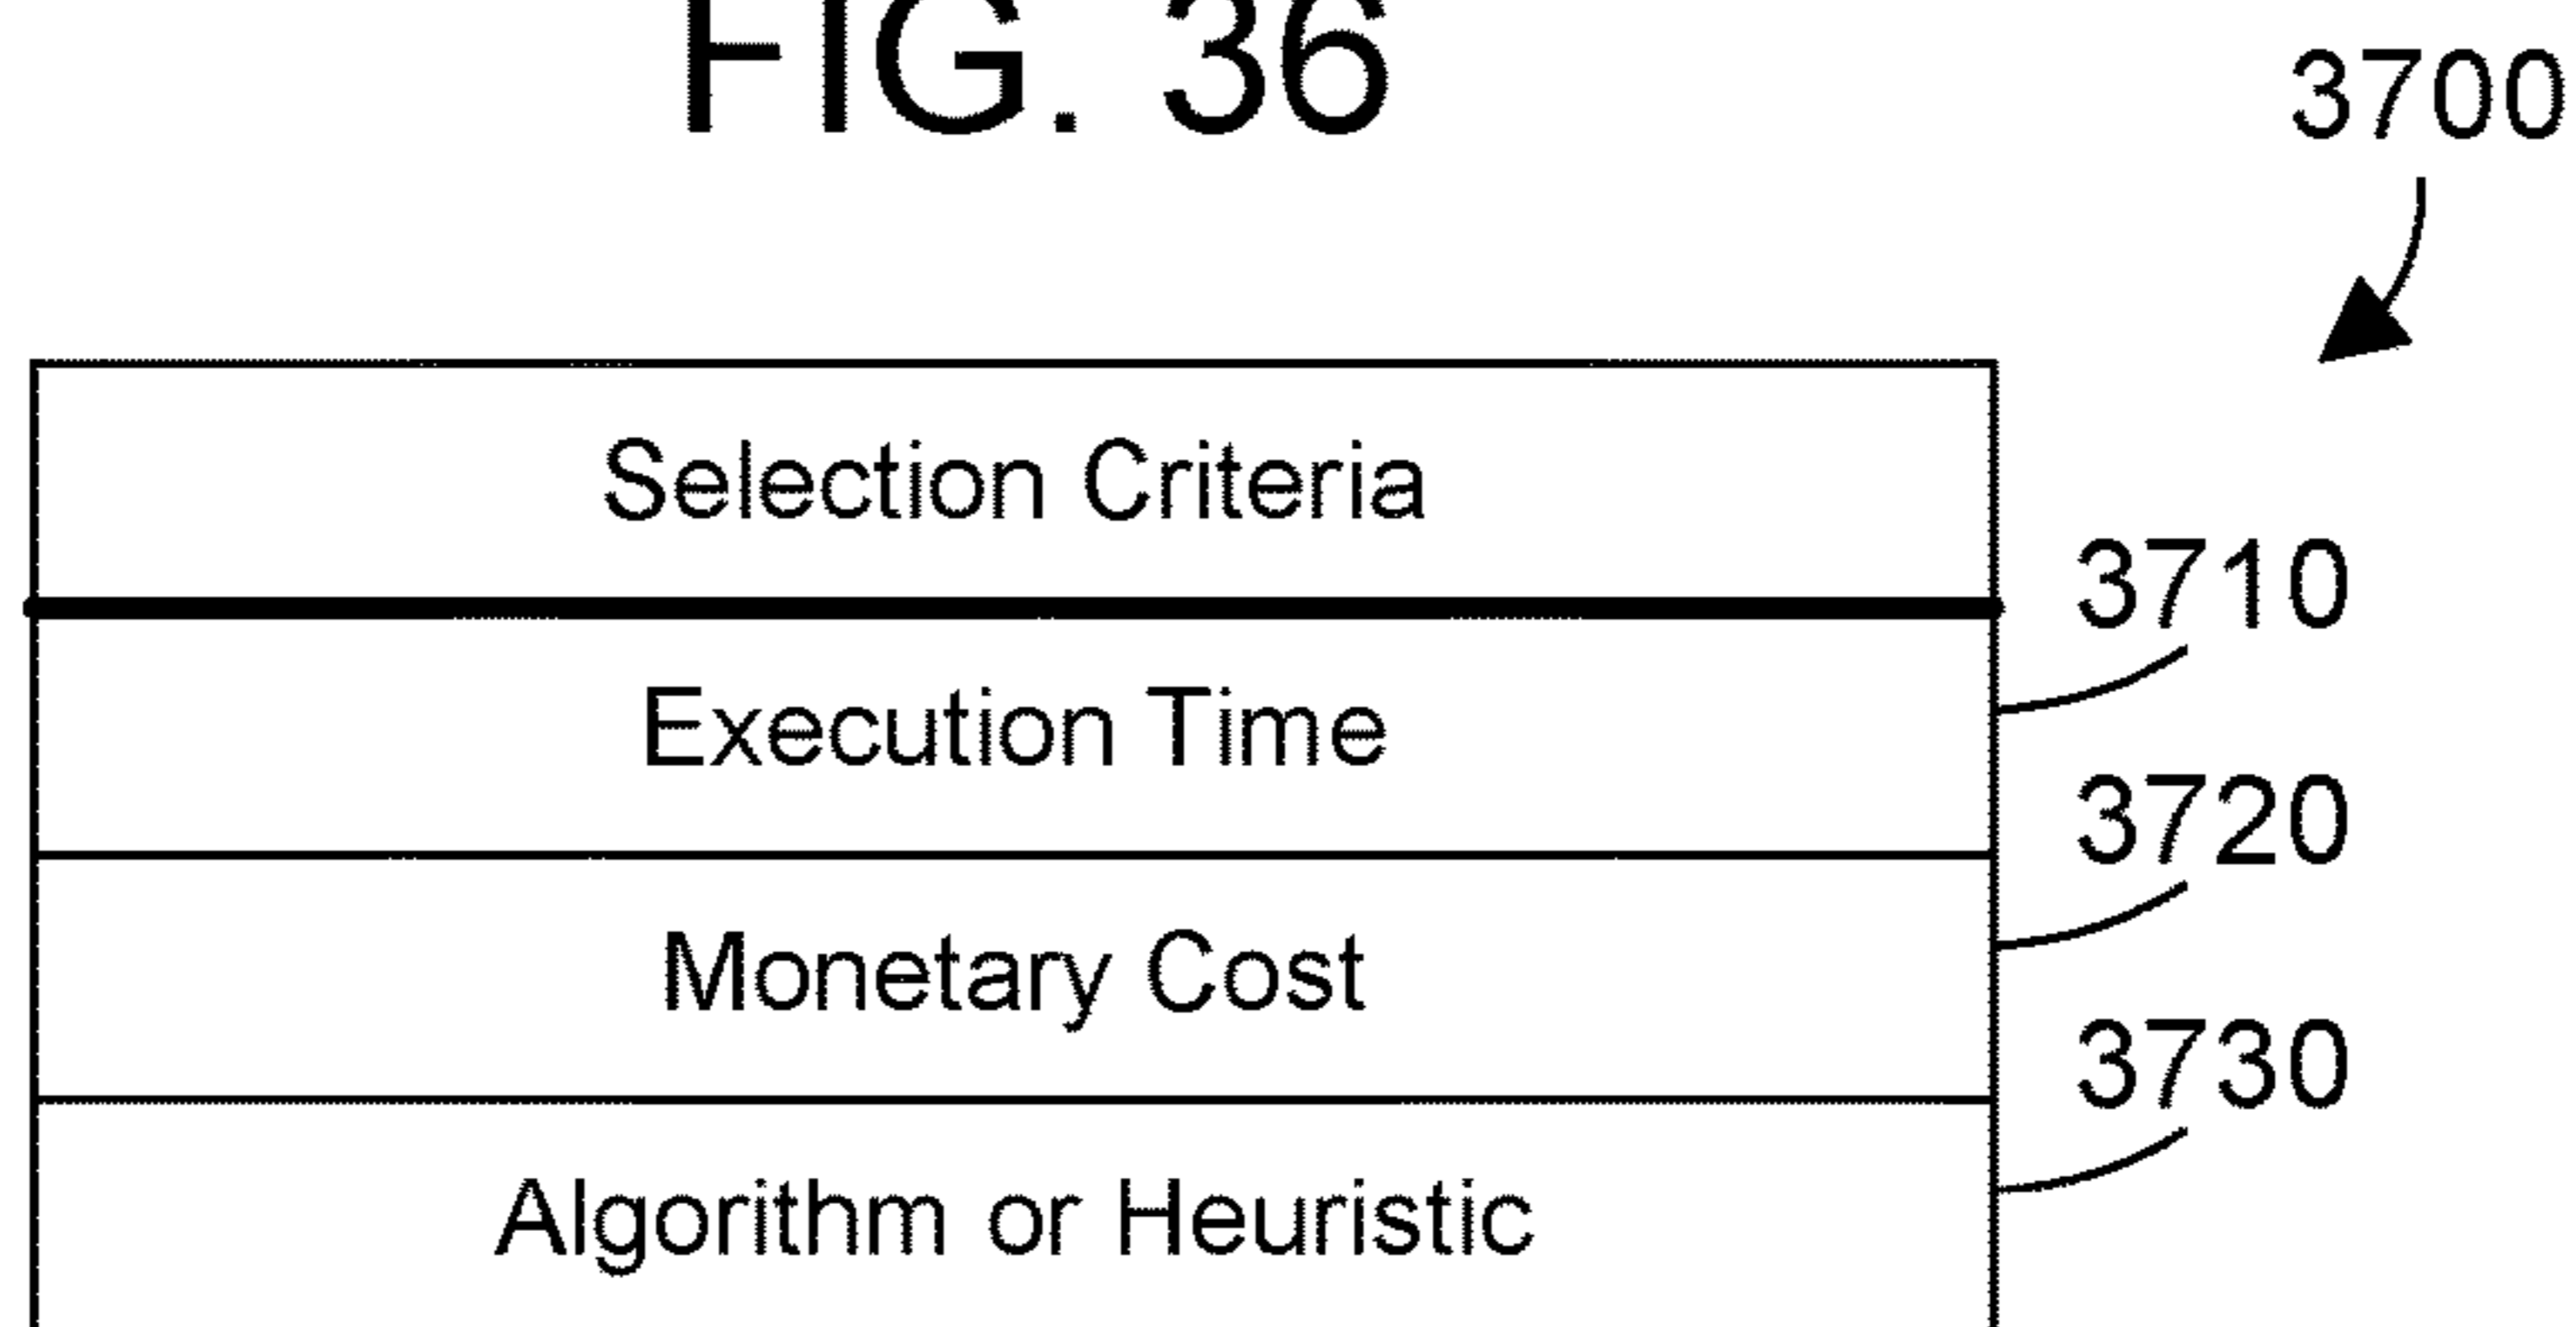 FIG. 36
3700
Selection Criteria
3710
Execution Time
3720
Monetary Cost
3730
Algorithm or Heuristic